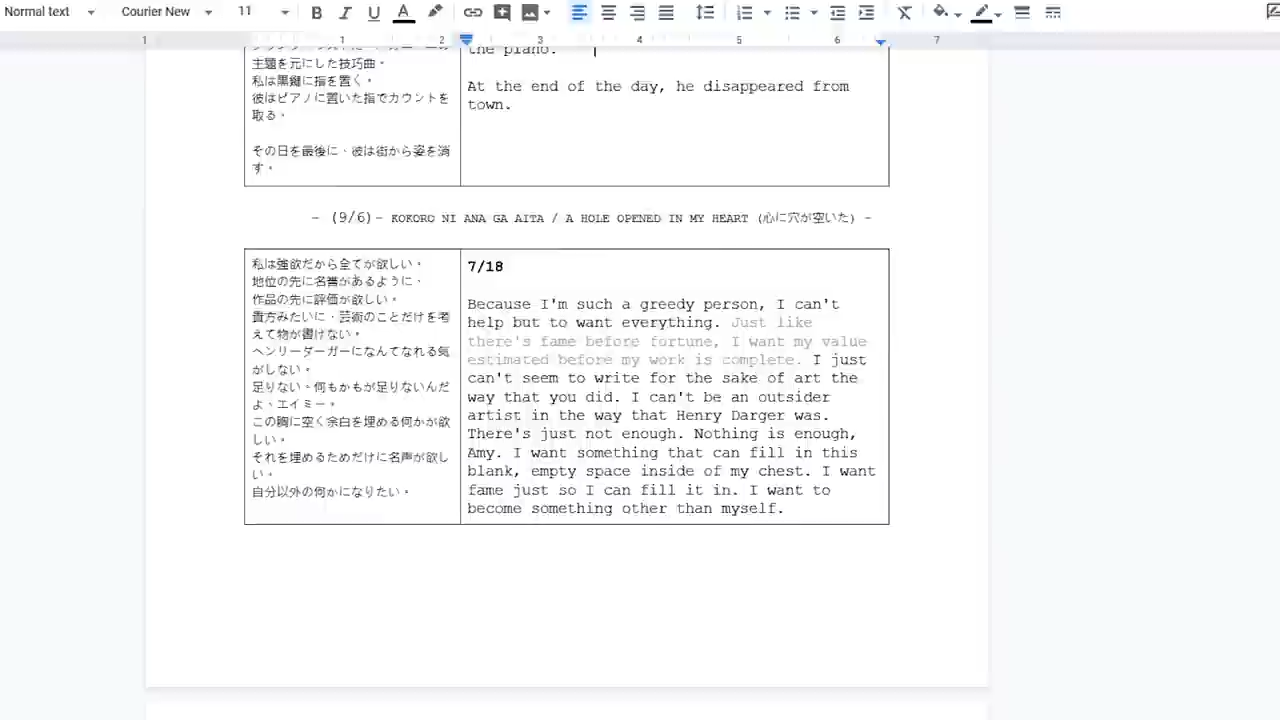 Normal text
Courier New
11
B I U A
1 1 2 3 4 5 6 7
主題を元にした技巧曲。
私は黒鍵に指を置く。
彼はピアノに置いた指でカウントを
取る。
その日を最後に、彼は街から姿を消
す。
the piano.
At the end of the day, he disappeared from
town.
- (9/6)- KOKORO NI ANA GA AITA / A HOLE OPENED IN MY HEART (心に穴が空いた) -
私は強欲だから全てが欲しい。
地位の先に名誉があるように、
作品の先に評価が欲しい。
貴方みたいに、芸術のことだけを考
えて物が書けない。
ヘンリーダーガーになんてなれる気
がしない。
足りない。何もかもが足りないんだ
よ、エイミー。
この胸に空く余白を埋める何かが欲
しい。
それを埋めるためだけに名声が欲し
い。
自分以外の何かになりたい。
7/18
Because I'm such a greedy person, I can't
help but to want everything. Just like
there's fame before fortune, I want my value
estimated before my work is complete. I just
can't seem to write for the sake of art the
way that you did. I can't be an outsider
artist in the way that Henry Darger was.
There's just not enough. Nothing is enough,
Amy. I want something that can fill in this
blank, empty space inside of my chest. I want
fame just so I can fill it in. I want to
become something other than myself.